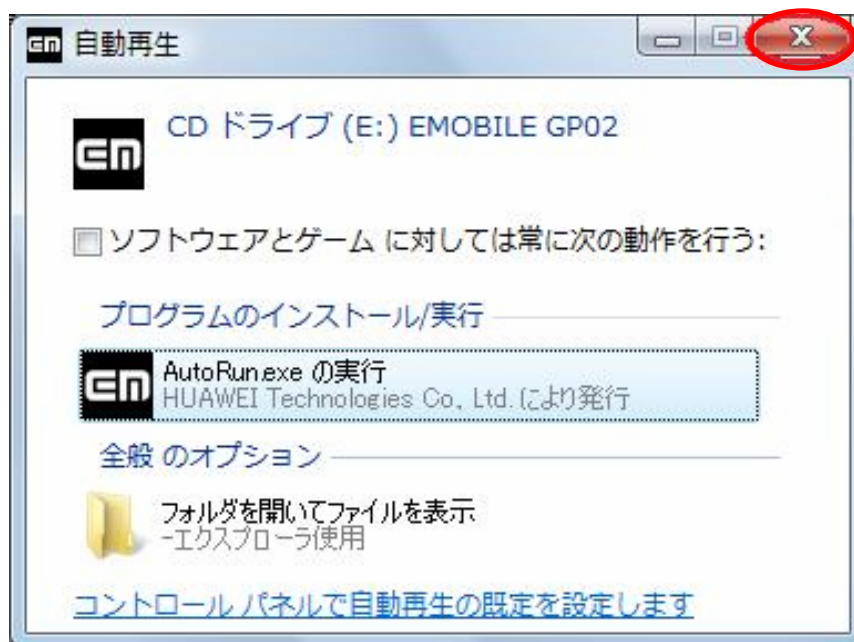 EM 自動再生
EM CD ドライブ (E:) EMOBILE GP02
ソフトウェアとゲーム に対しては常に次の動作を行う:
プログラムのインストール/実行
EM AutoRun.exe の実行
HUAWEI Technologies Co., Ltd. により発行
全般 のオプション
フォルダを開いてファイルを表示
-エクスプローラ使用
コントロール パネルで自動再生の既定を設定します